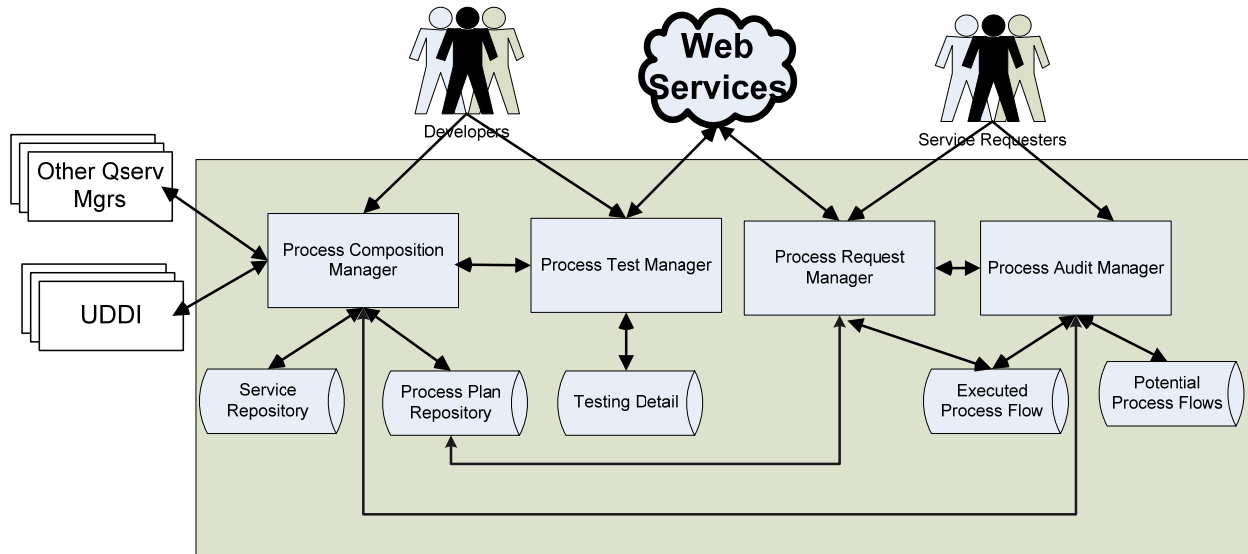 Web
Services
Developers
Service Requesters
Other Qserv
Mgrs
UDDI
Process Composition
Manager
Process Test Manager
Process Request
Manager
Process Audit Manager
Service
Repository
Process Plan
Repository
Testing Detail
Executed
Process Flow
Potential
Process Flows